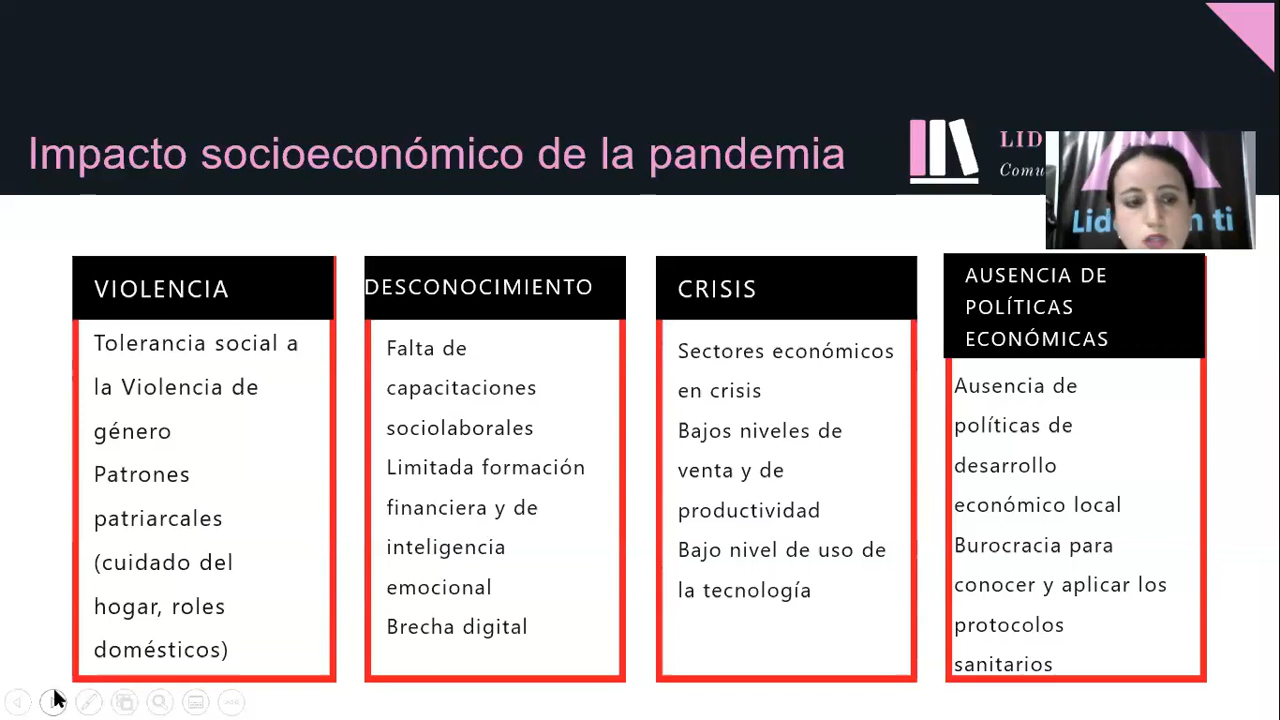 Impacto socioeconómico de la pandemia
LID
Comu
VIOLENCIA
Tolerancia social a
la Violencia de
género
Patrones
patriarcales
(cuidado del
hogar, roles
domésticos)
DESCONOCIMIENTO
Falta de
capacitaciones
sociolaborales
Limitada formación
financiera y de
inteligencia
emocional
Brecha digital
CRISIS
Sectores económicos
en crisis
Bajos niveles de
venta y de
productividad
Bajo nivel de uso de
la tecnología
AUSENCIA DE
POLÍTICAS
ECONÓMICAS
Ausencia de
políticas de
desarrollo
económico local
Burocracia para
conocer y aplicar los
protocolos
sanitarios